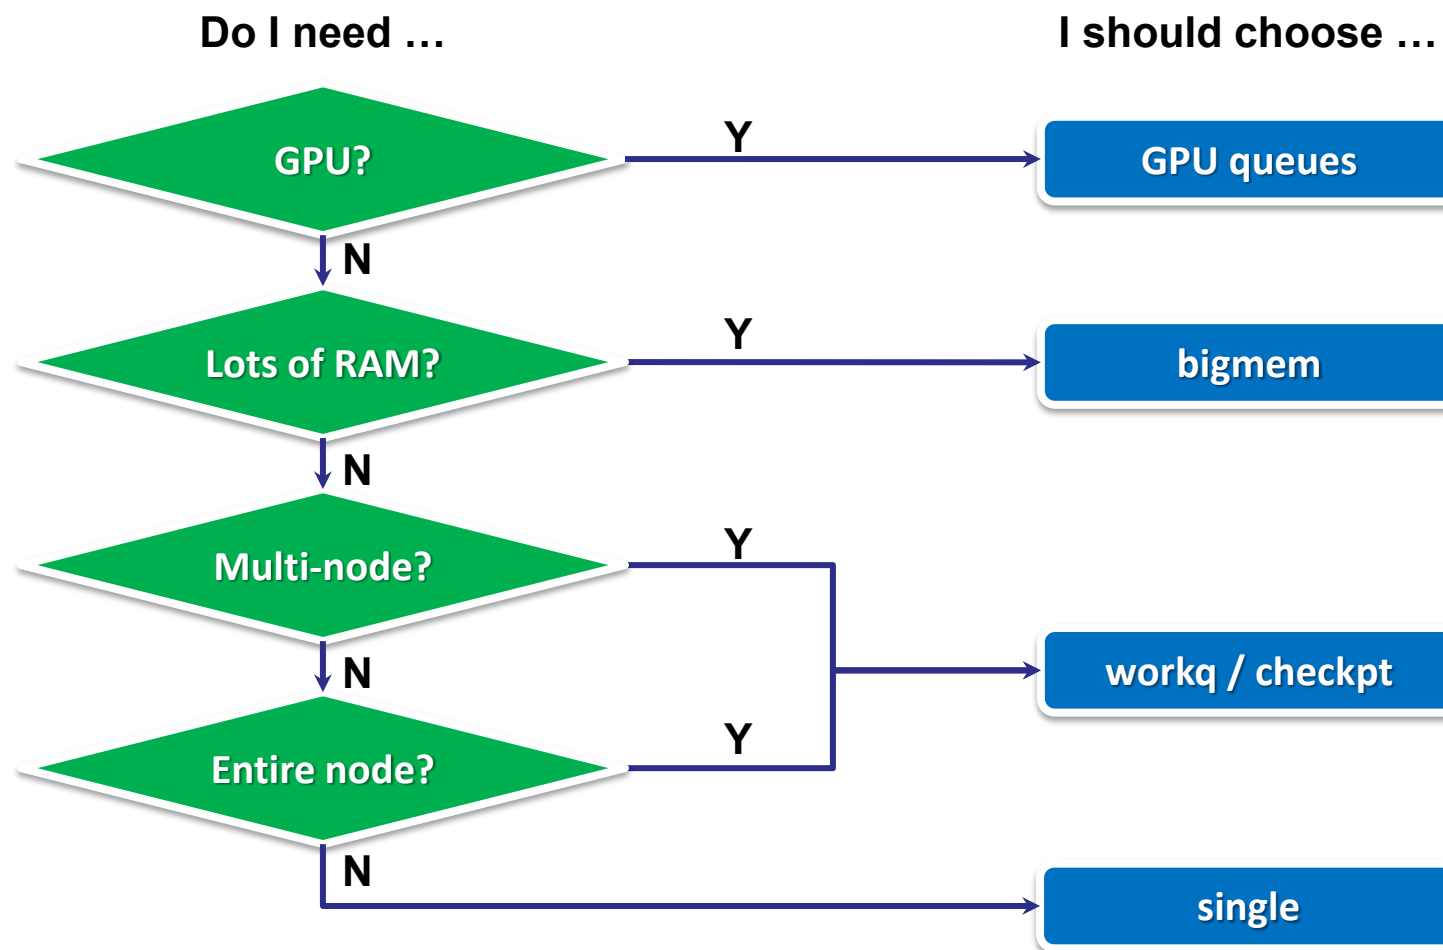 Do I need …
I should choose …
GPU?
Y
GPU queues
N
Lots of RAM?
Y
bigmem
N
Multi-node?
Y
N
workq / checkpt
Entire node?
Y
N
single